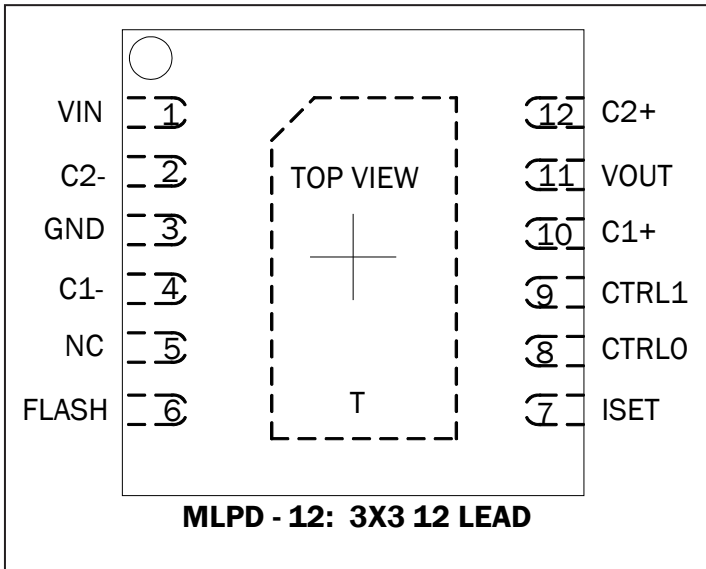 VIN 1 12 C2+
C2- 2 TOP VIEW 11 VOUT
GND 3 10 C1+
C1- 4 9 CTRL1
NC 5 8 CTRL0
FLASH 6 T 7 ISET
MLPD - 12: 3X3 12 LEAD